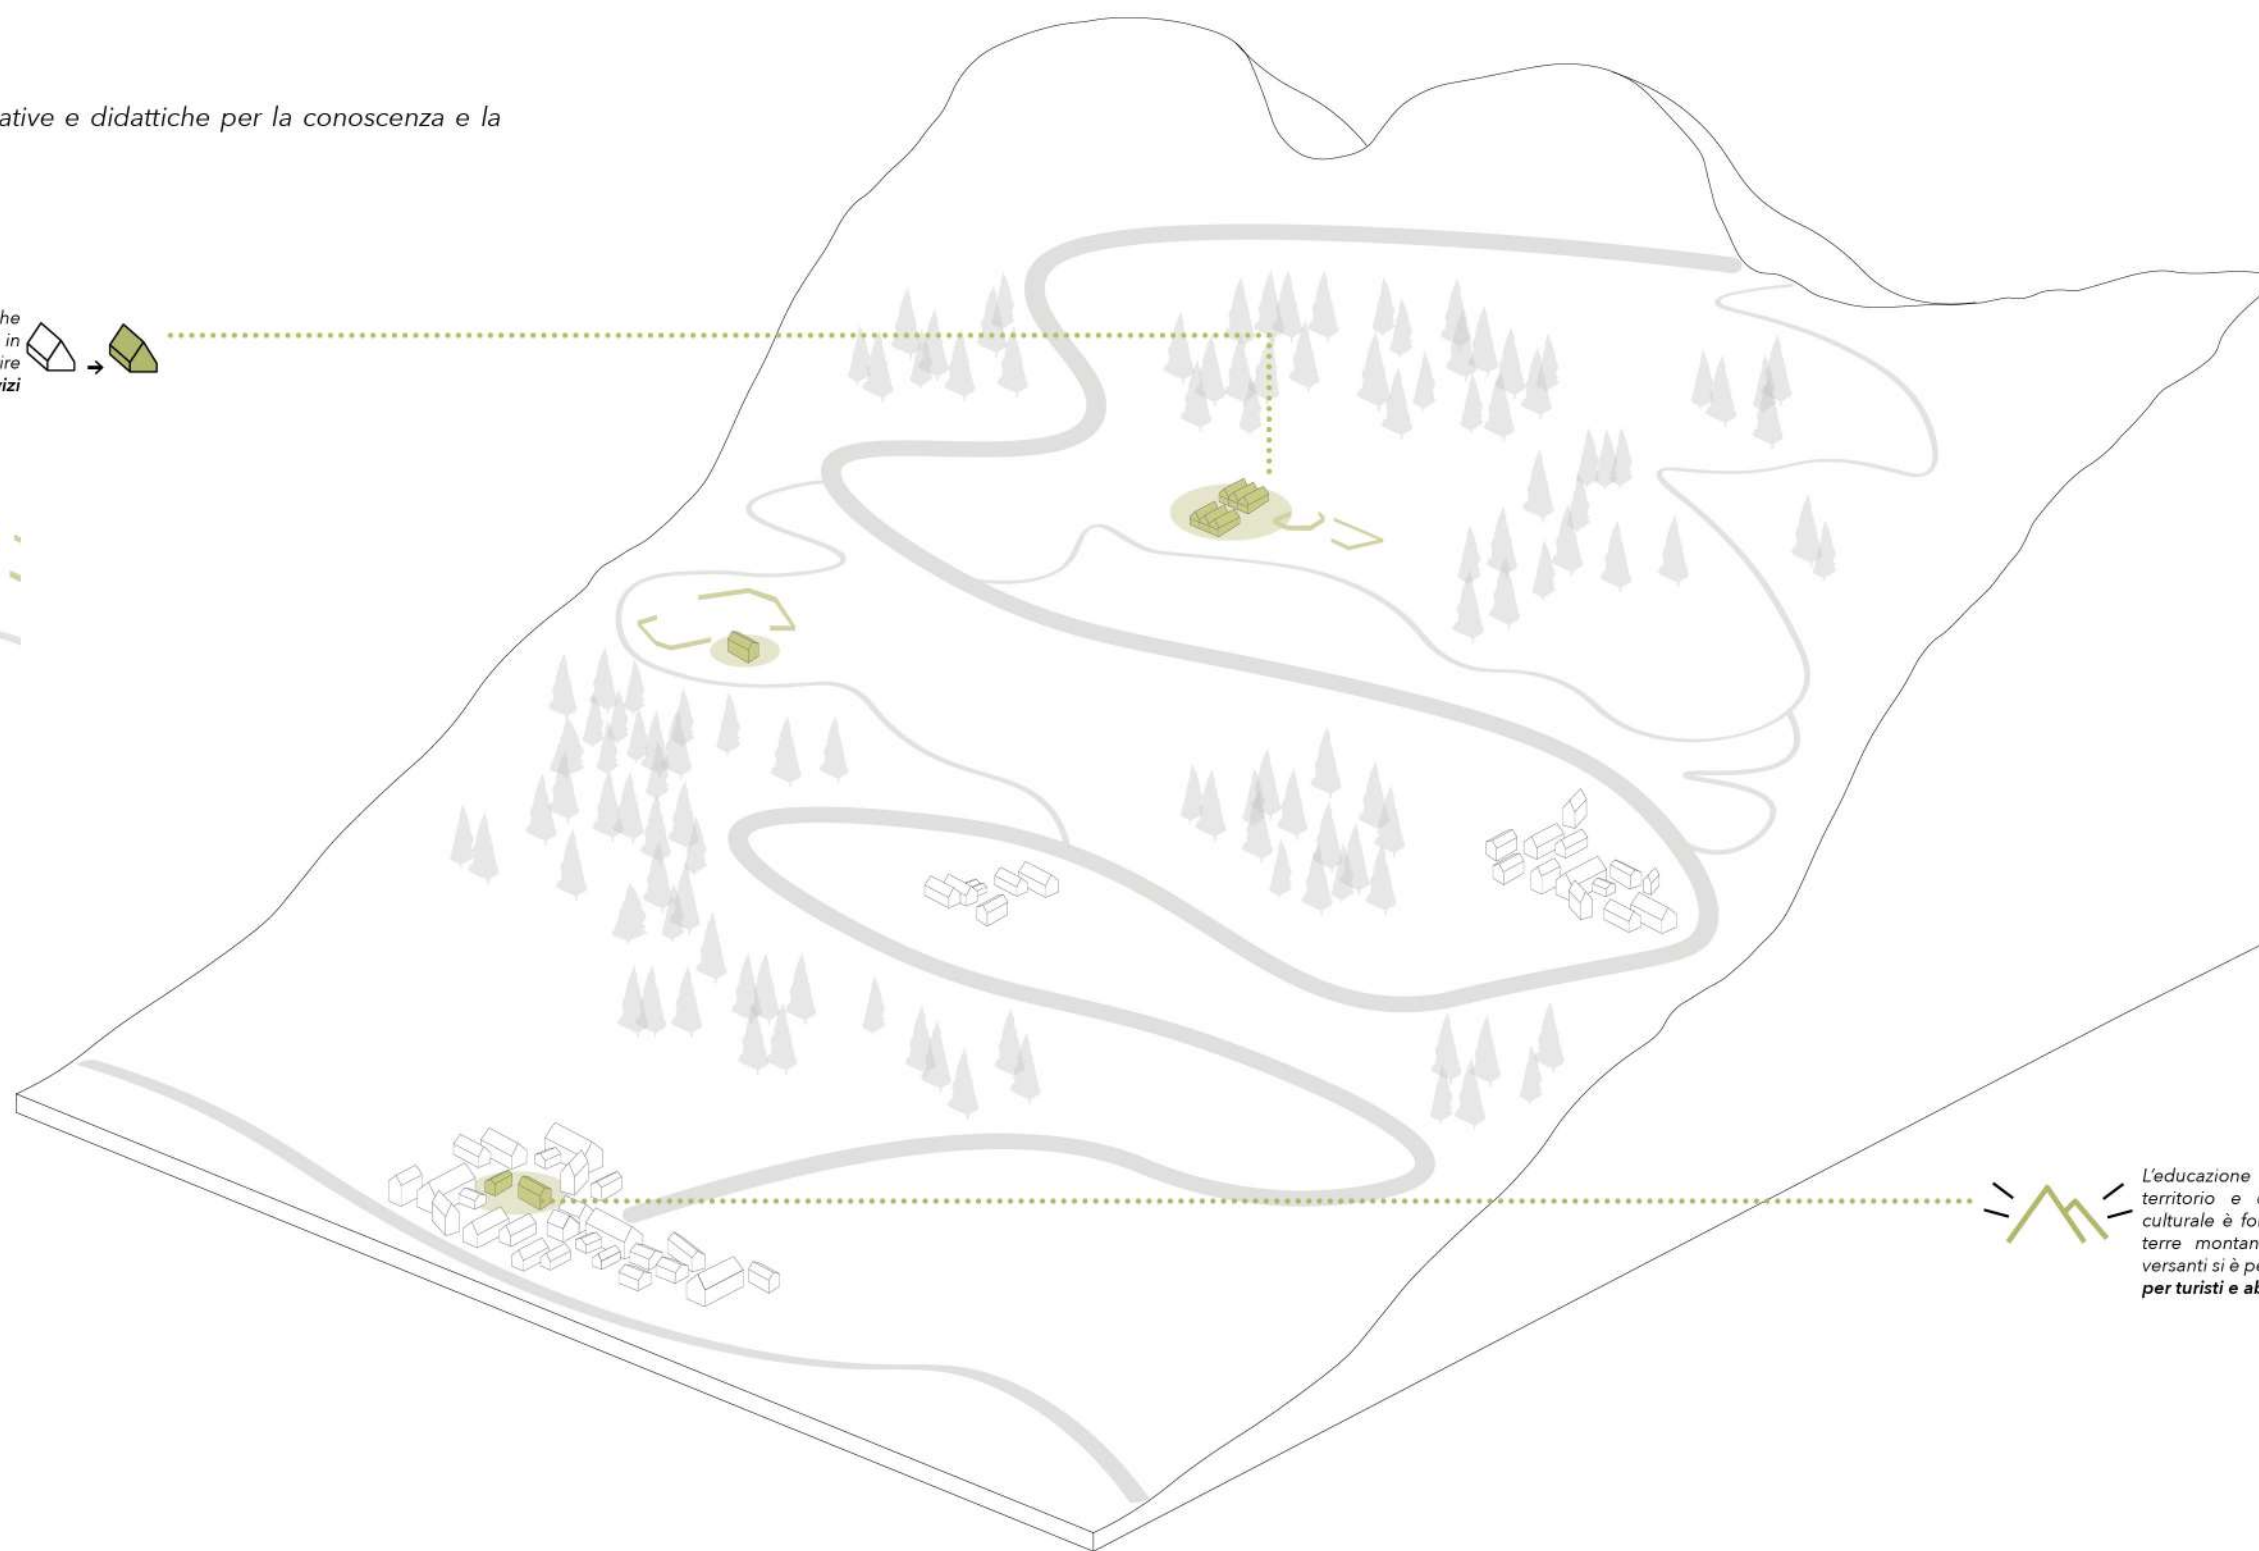 ative e didattiche per la conoscenza e la
he
in
ire
izi
L'educazione
territorio e
culturale è fo
terre montan
versanti si è pe
per turisti e ab